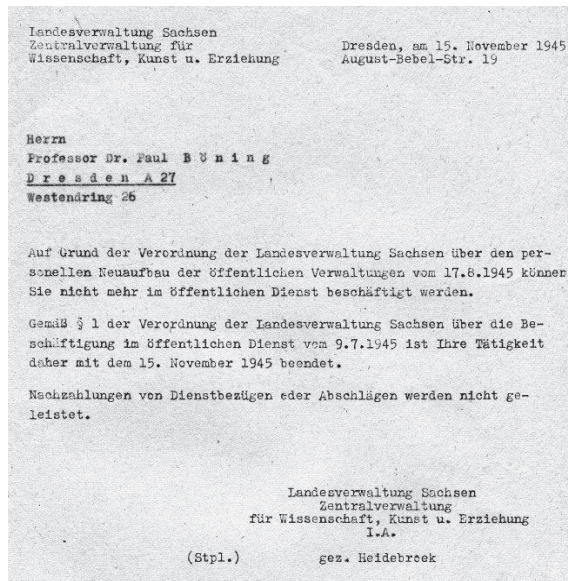 Landesverwaltung Sachsen
Zentralverwaltung für
Wissenschaft, Kunst u. Erziehung
Dresden, am 15. November 1945
August-Bebel-Str. 19
Herrn
Professor Dr. Paul B ö n i n g
D r e s d e n A 27
Westendring 26
Auf Grund der Verordnung der Landesverwaltung Sachsen über den per-
sonellen Neuaufbau der öffentlichen Verwaltungen vom 17.8.1945 können
Sie nicht mehr im öffentlichen Dienst beschäftigt werden.
Gemäß § 1 der Verordnung der Landesverwaltung Sachsen über die Be-
schäftigung im öffentlichen Dienst vom 9.7.1945 ist Ihre Tätigkeit
daher mit dem 15. November 1945 beendet.
Nachzahlungen von Dienstbezügen oder Abschlägen werden nicht ge-
leistet.
Landesverwaltung Sachsen
Zentralverwaltung
für Wissenschaft, Kunst u. Erziehung
I.A.
(Stpl.) gez. Heidebroek